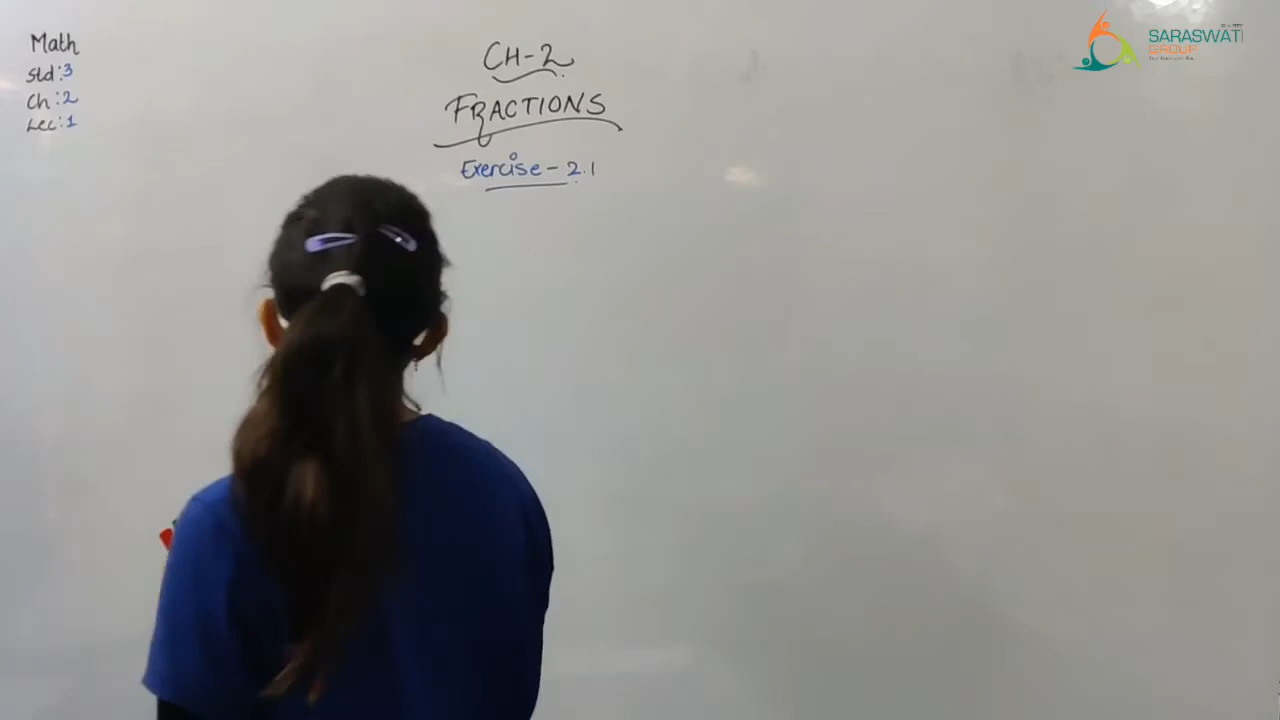 Math
Std:3
Ch:2
Lec:1
CH-2
FRACTIONS
Exercise-2.1
SARASWATI
GROUP